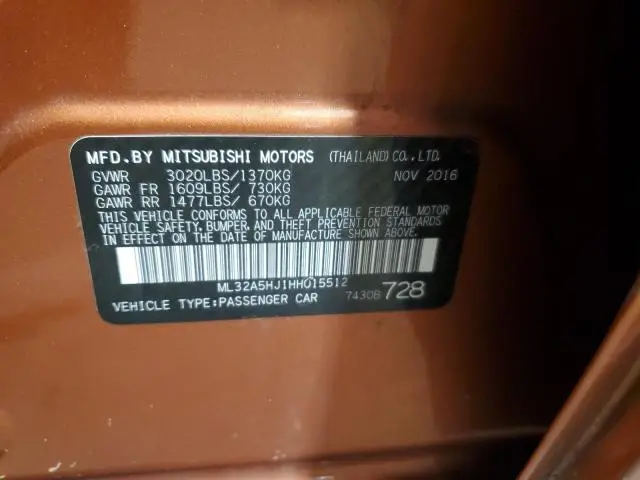 MFD.BY MITSUBISHI MOTORS (THAILAND)CO.,LTD.
GVWR 3020LBS/1370KG NOV 2016
GAWR FR 1609LBS/ 730KG
GAWR RR 1477LBS/ 670KG
THIS VEHICLE CONFORMS TO ALL APPLICABLE FEDERAL MOTOR
VEHICLE SAFETY, BUMPER, AND THEFT PREVENTION STANDARDS
IN EFFECT ON THE DATE OF MANUFACTURE SHOWN ABOVE.
ML32A5HJ1HH015512
VEHICLE TYPE:PASSENGER CAR 7430B 728